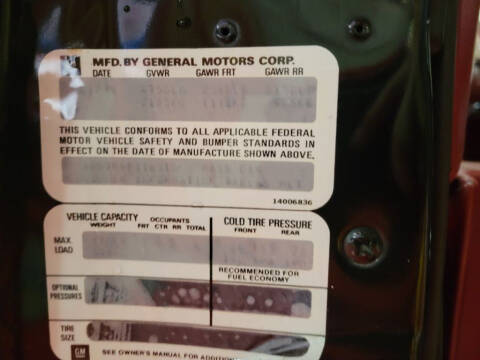 MFD. BY GENERAL MOTORS CORP.
DATE GVWR GAWR FRT GAWR RR
THIS VEHICLE CONFORMS TO ALL APPLICABLE FEDERAL
MOTOR VEHICLE SAFETY AND BUMPER STANDARDS IN
EFFECT ON THE DATE OF MANUFACTURE SHOWN ABOVE.
14006836
VEHICLE CAPACITY
WEIGHT
OCCUPANTS
FRT CTR RR TOTAL
COLD TIRE PRESSURE
FRONT REAR
MAX.
LOAD
RECOMMENDED FOR
FUEL ECONOMY
OPTIONAL
PRESSURES
TIRE
SIZE
GM
SEE OWNER'S MANUAL FOR